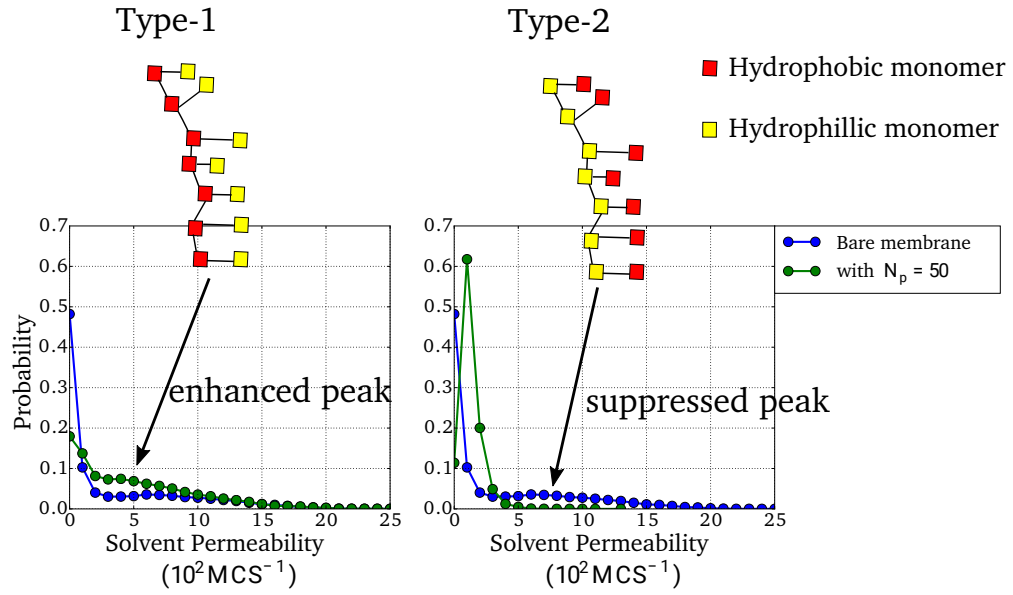 Type-1
Type-2
Hydrophobic monomer
Hydrophillic monomer
0.7
0.6
0.5
0.4
0.3
0.2
0.1
0.0
Probability
enhanced peak
0 5 10 15 20 25
Solvent Permeability
(10²MCS⁻¹)
0.7
0.6
0.5
0.4
0.3
0.2
0.1
0.0
suppressed peak
0 5 10 15 20 25
Solvent Permeability
(10²MCS⁻¹)
Bare membrane
with N_p = 50